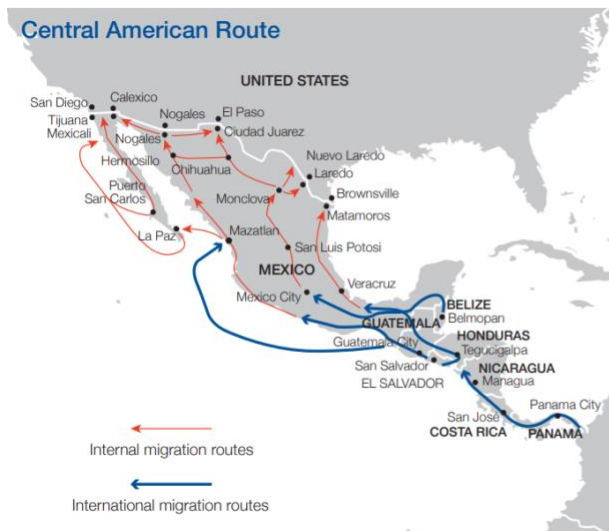 Central American Route
UNITED STATES
San Diego
Calexico
Nogales
El Paso
Tijuana
Mexicali
Nogales
Ciudad Juarez
Hermosillo
Chihuahua
Nuevo Laredo
Laredo
Monclova
Brownsville
Matamoros
Puerto
San Carlos
La Paz
Mazatlan
San Luis Potosi
MEXICO
Mexico City
Veracruz
BELIZE
Belmopan
GUATEMALA
Guatemala City
HONDURAS
Tegucigalpa
San Salvador
EL SALVADOR
NICARAGUA
Managua
Panama City
San José
COSTA RICA
PANAMA
Internal migration routes
International migration routes